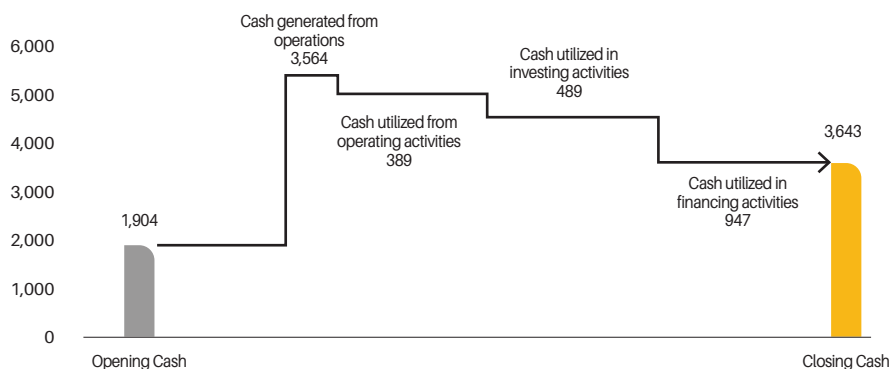 Cash generated from
operations
3,564
6,000
5,000
4,000
3,000
2,000
1,000
0
Cash utilized in
investing activities
489
Cash utilized from
operating activities
389
3,643
Cash utilized in
financing activities
947
1,904
Opening Cash
Closing Cash